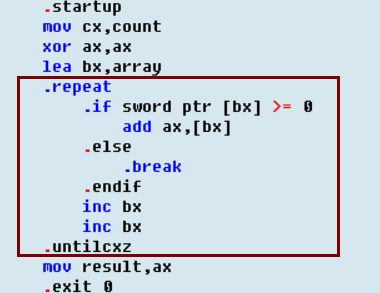 .startup
mov cx,count
xor ax,ax
lea bx,array
.repeat
.if sword ptr [bx] >= 0
add ax,[bx]
.else
.break
.endif
inc bx
inc bx
.untilcxz
mov result,ax
.exit 0